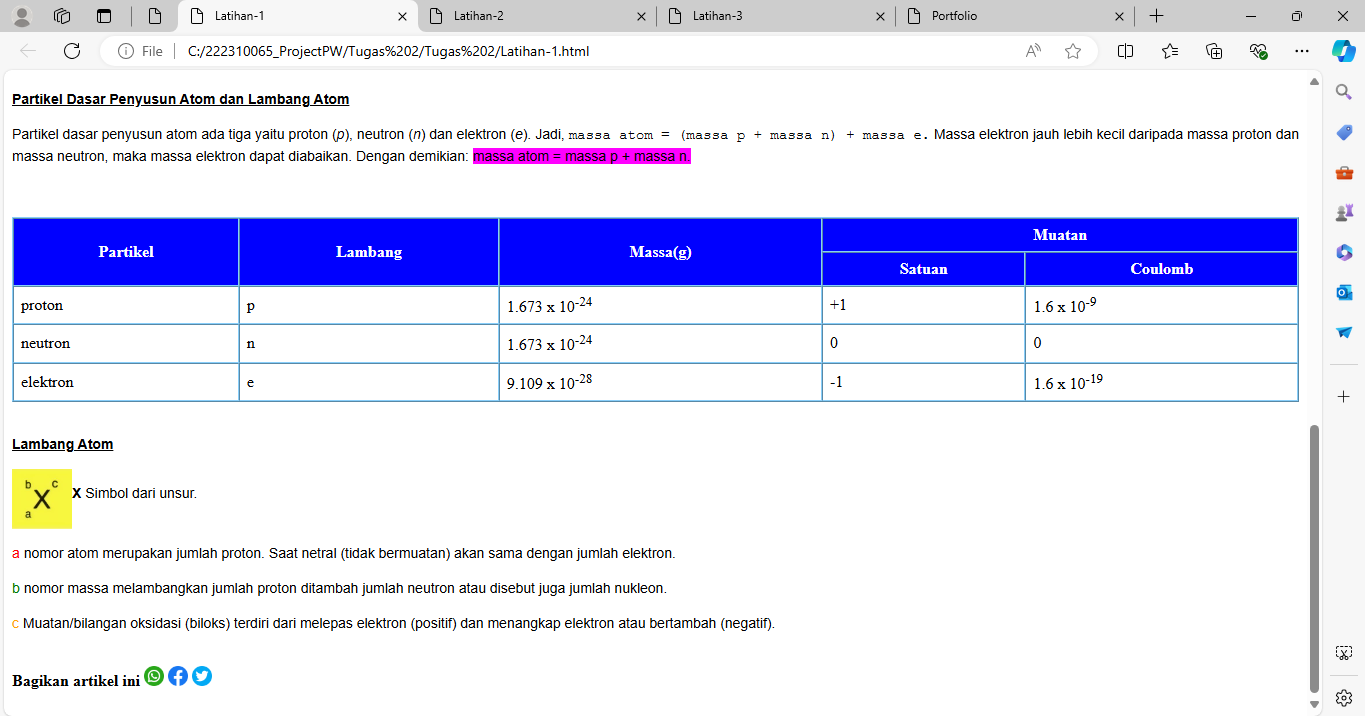 Latihan-1
Latihan-2
Latihan-3
Portfolio
File
C:/222310065_ProjectPW/Tugas%202/Tugas%202/Latihan-1.html
Partikel Dasar Penyusun Atom dan Lambang Atom
Partikel dasar penyusun atom ada tiga yaitu proton (p), neutron (n) dan elektron (e). Jadi, massa atom = (massa p + massa n) + massa e. Massa elektron jauh lebih kecil daripada massa proton dan
massa neutron, maka massa elektron dapat diabaikan. Dengan demikian: massa atom = massa p + massa n.
Partikel Lambang Massa(g) Muatan
Satuan Coulomb
proton p 1.673 x 10-24 +1 1.6 x 10-9
neutron n 1.673 x 10-24 0 0
elektron e 9.109 x 10-28 -1 1.6 x 10-19
Lambang Atom
b c
X
a
X Simbol dari unsur.
a nomor atom merupakan jumlah proton. Saat netral (tidak bermuatan) akan sama dengan jumlah elektron.
b nomor massa melambangkan jumlah proton ditambah jumlah neutron atau disebut juga jumlah nukleon.
c Muatan/bilangan oksidasi (biloks) terdiri dari melepas elektron (positif) dan menangkap elektron atau bertambah (negatif).
Bagikan artikel ini